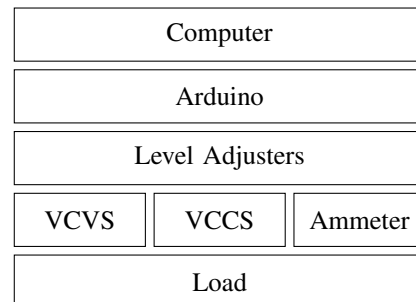 Computer
Arduino
Level Adjusters
VCVS VCCS Ammeter
Load